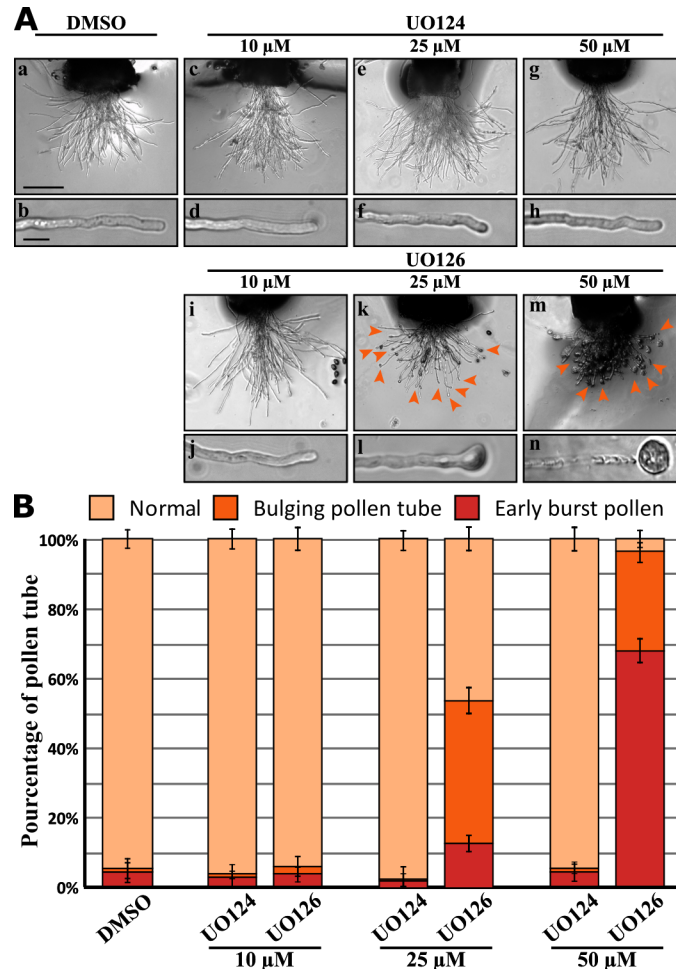 A
DMSO
UO124
10 µM
25 µM
50 µM
a
c
e
g
b
d
f
h
UO126
10 µM
25 µM
50 µM
i
k
m
j
l
n
B
Normal
Bulging pollen tube
Early burst pollen
Pourcentage of pollen tube
100%
80%
60%
40%
20%
0%
DMSO
UO124
UO126
UO124
UO126
UO124
UO126
10 µM
25 µM
50 µM